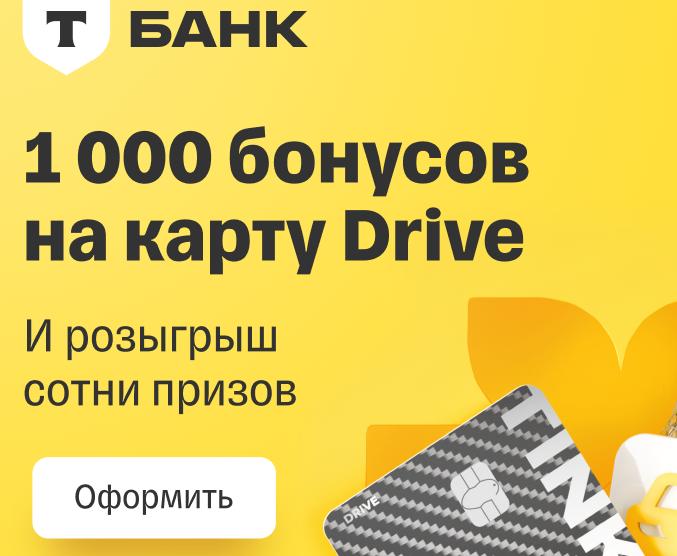 Т БАНК
1 000 бонусов
на карту Drive
И розыгрыш
сотни призов
Оформить
DRIVE
TINK